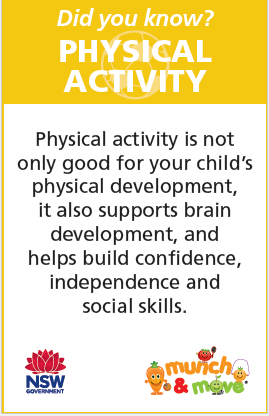 Did you know?
PHYSICAL
ACTIVITY
Physical activity is not
only good for your child's
physical development,
it also supports brain
development, and
helps build confidence,
independence and
social skills.
NSW
GOVERNMENT
munch
& move